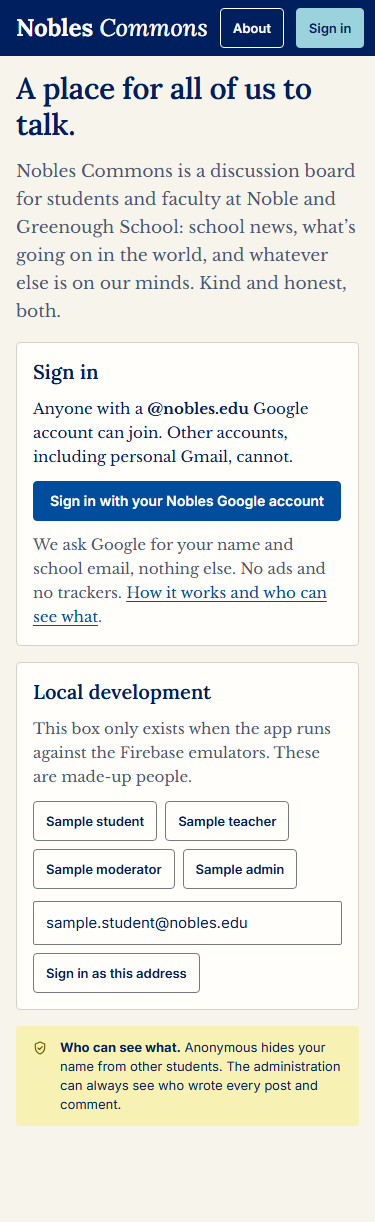 Nobles Commons
About
Sign in
A place for all of us to
talk.
Nobles Commons is a discussion board
for students and faculty at Noble and
Greenough School: school news, what’s
going on in the world, and whatever
else is on our minds. Kind and honest,
both.
Sign in
Anyone with a @nobles.edu Google
account can join. Other accounts,
including personal Gmail, cannot.
Sign in with your Nobles Google account
We ask Google for your name and
school email, nothing else. No ads and
no trackers. How it works and who can
see what.
Local development
This box only exists when the app runs
against the Firebase emulators. These
are made-up people.
Sample student
Sample teacher
Sample moderator
Sample admin
sample.student@nobles.edu
Sign in as this address
Who can see what. Anonymous hides your
name from other students. The administration
can always see who wrote every post and
comment.